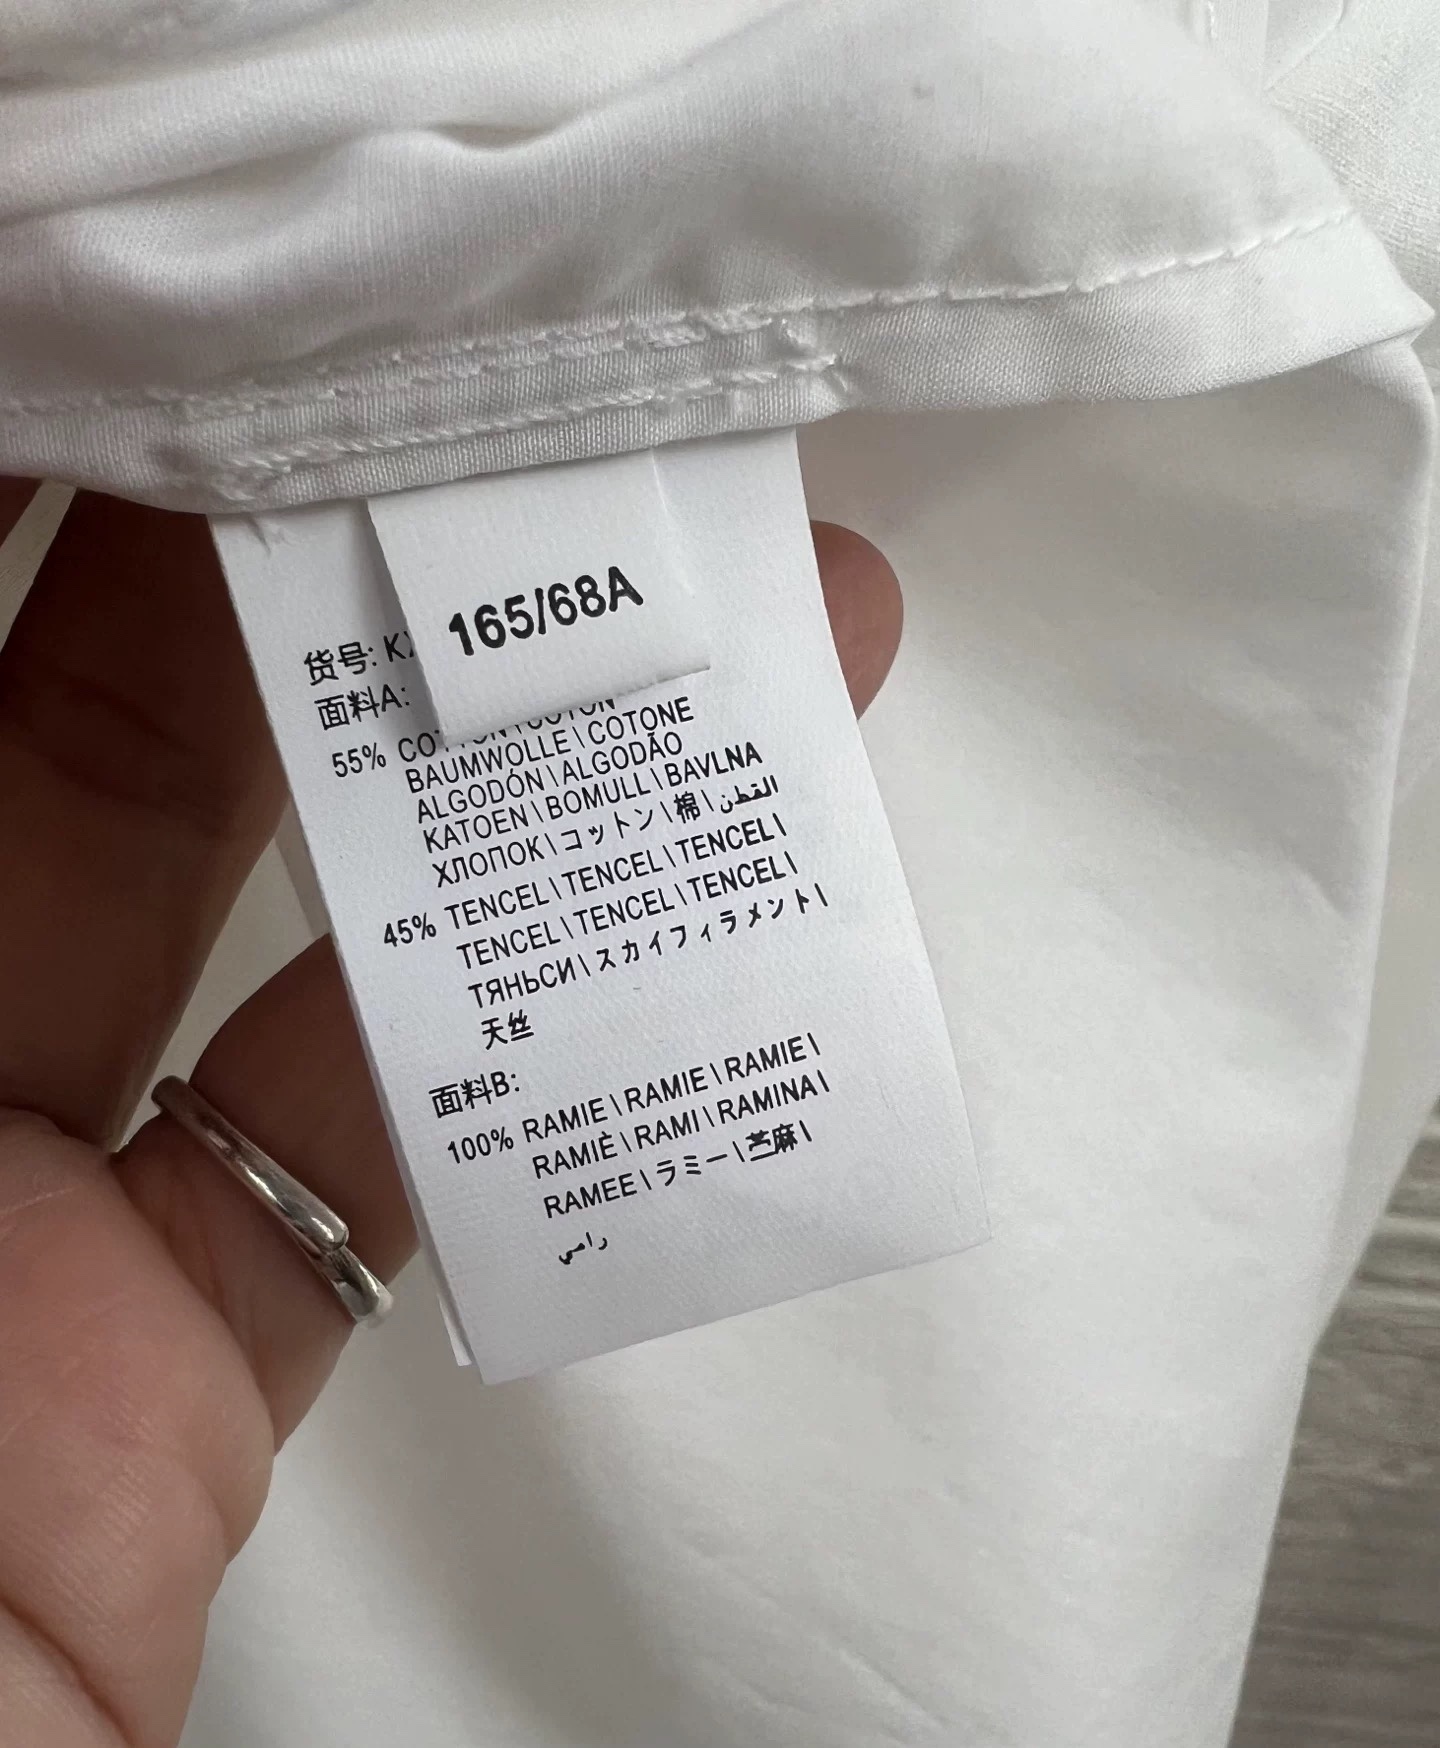 165/68A
货号: K
面料A:
55% COTTON \ COTON
BAUMWOLLE \ COTONE
ALGODÓN \ ALGODÃO
KATOEN \ BOMULL \ BAVLNA
ХЛОПОК \ コットン \ 棉 \ القطن
45% TENCEL \ TENCEL \ TENCEL \
TENCEL \ TENCEL \ TENCEL \
ТЯНЬСИ \ スカイフィラメント \
天丝
面料B:
100% RAMIE \ RAMIE \ RAMIE \
RAMIÈ \ RAMI \ RAMINA \
RAMEE \ ラミー \ 苎麻 \
رامي